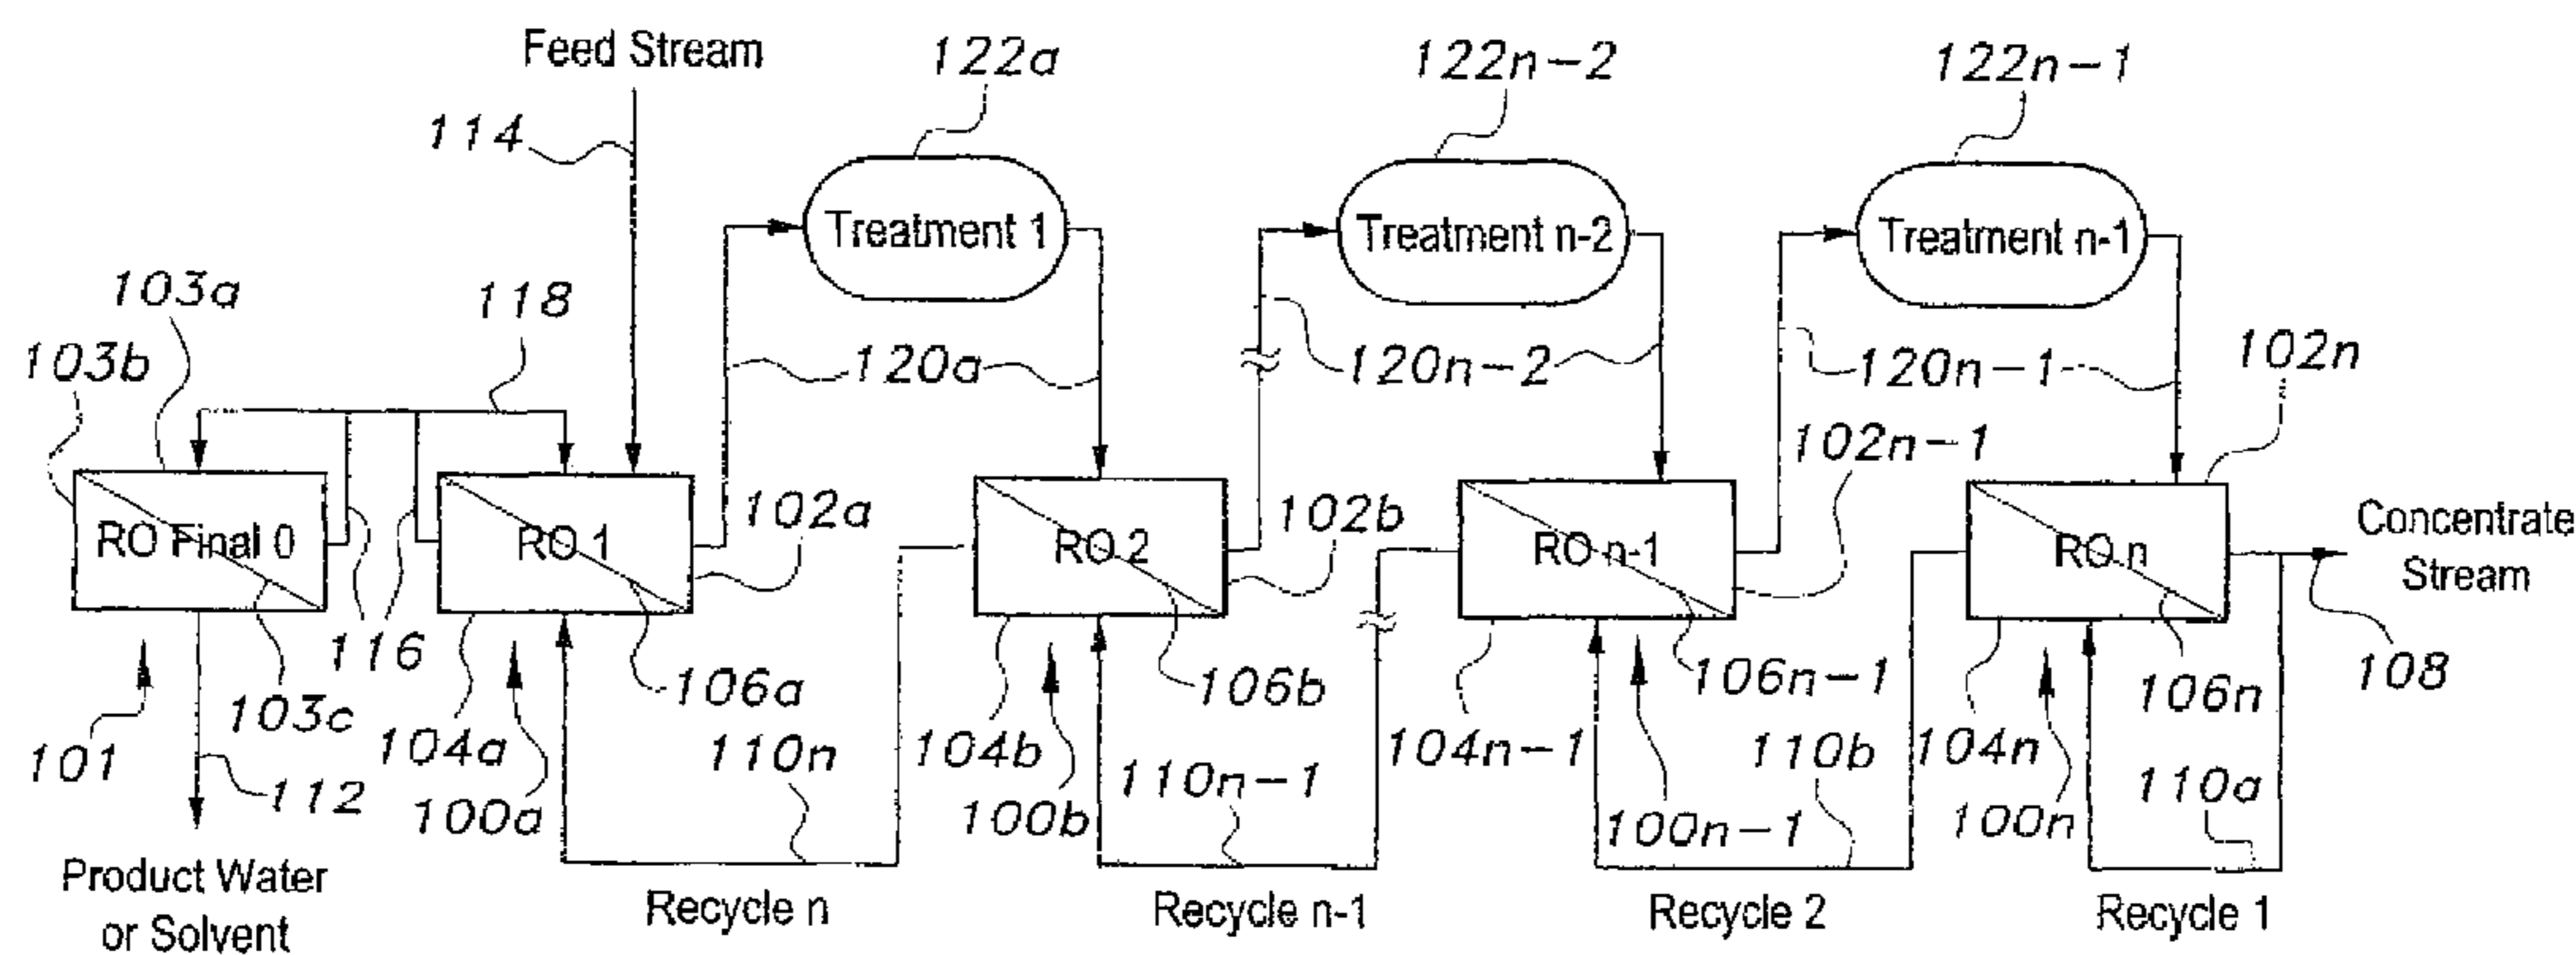 Feed Stream
122a
122n-2
122n-1
114
Treatment 1
Treatment n-2
Treatment n-1
103a
118
103b
120a
120n-2
120n-1
102n
102n-1
RO Final 0
RO 1
102a
RO 2
102b
RO n-1
RO n
Concentrate
Stream
116
103c
106a
106b
106n-1
106n
108
101
112
104a
100a
110n
104b
100b
110n-1
104n-1
100n-1
110b
104n
100n
110a
Product Water
or Solvent
Recycle n
Recycle n-1
Recycle 2
Recycle 1